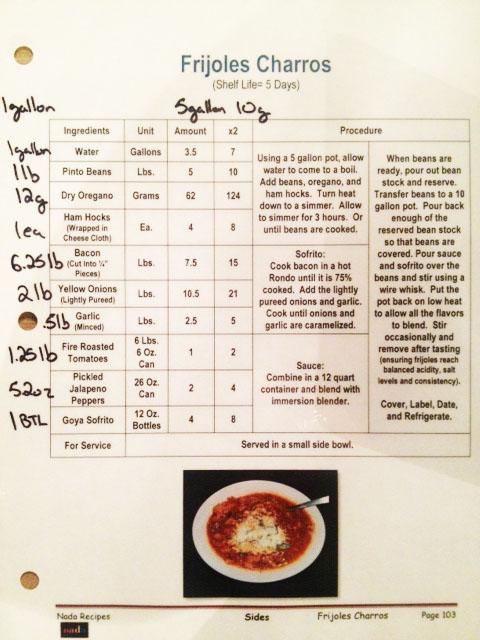 Frijoles Charros
(Shelf Life= 5 Days)
1gallon 5gallon 10g
Ingredients Unit Amount x2 Procedure
1gallon Water Gallons 3.5 7
1lb Pinto Beans Lbs. 5 10
12g Dry Oregano Grams 62 124
1ea Ham Hocks (Wrapped in Cheese Cloth) Ea. 4 8
6.25lb Bacon (Cut Into ¼" Pieces) Lbs. 7.5 15
2lb Yellow Onions (Lightly Pureed) Lbs. 10.5 21
.5lb Garlic (Minced) Lbs. 2.5 5
1.25lb Fire Roasted Tomatoes 6 Lbs. 6 Oz. Can 1 2
52oz Pickled Jalapeno Peppers 26 Oz. Can 2 4
1 BTL Goya Sofrito 12 Oz. Bottles 4 8
Using a 5 gallon pot, allow
water to come to a boil.
Add beans, oregano, and
ham hocks. Turn heat
down to a simmer. Allow
to simmer for 3 hours. Or
until beans are cooked.
Sofrito:
Cook bacon in a hot
Rondo until it is 75%
cooked. Add the lightly
pureed onions and garlic.
Cook until onions and
garlic are caramelized.
Sauce:
Combine in a 12 quart
container and blend with
immersion blender.
When beans are
ready, pour out bean
stock and reserve.
Transfer beans to a 10
gallon pot. Pour back
enough of the
reserved bean stock
so that beans are
covered. Pour sauce
and sofrito over the
beans and stir using a
wire whisk. Put the
pot back on low heat
to allow all the flavors
to blend. Stir
occasionally and
remove after tasting
(ensuring frijoles reach
balanced acidity, salt
levels and consistency).
Cover, Label, Date,
and Refrigerate.
For Service Served in a small side bowl.
Nada Recipes Sides Frijoles Charros Page 103
nada